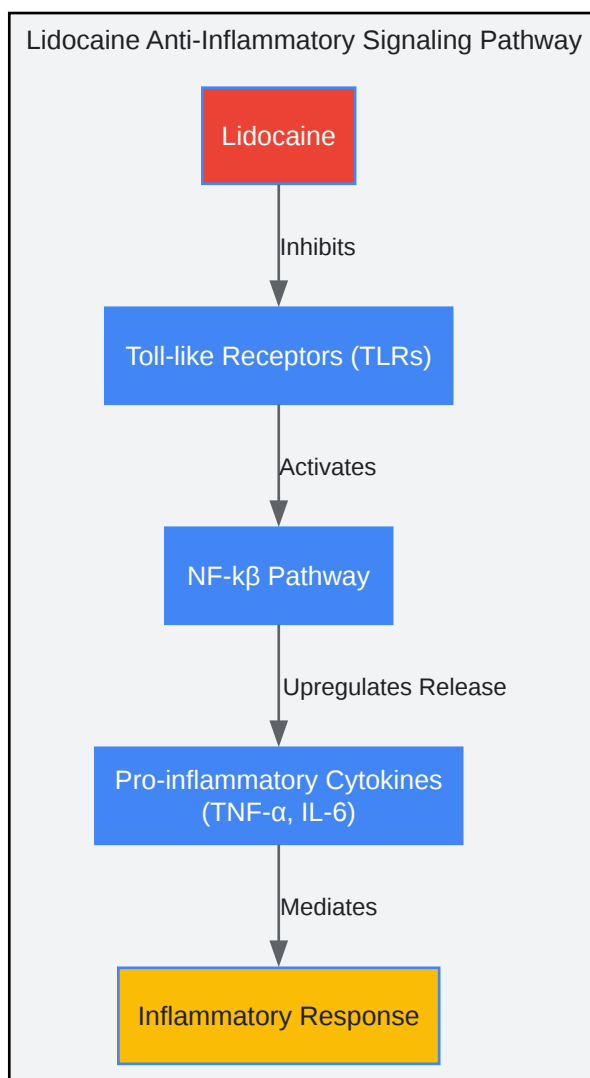 Lidocaine Anti-Inflammatory Signaling Pathway
Lidocaine
Inhibits
Toll-like Receptors (TLRs)
Activates
NF-kβ Pathway
Upregulates Release
Pro-inflammatory Cytokines
(TNF-α, IL-6)
Mediates
Inflammatory Response